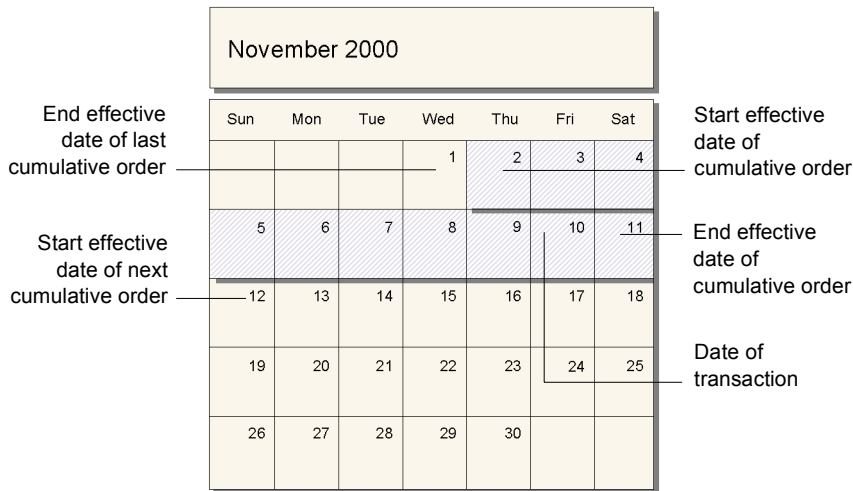 November 2000
End effective
date of last
cumulative order
Start effective
date of next
cumulative order
Sun Mon Tue Wed Thu Fri Sat
1 2 3 4
5 6 7 8 9 10 11
12 13 14 15 16 17 18
19 20 21 22 23 24 25
26 27 28 29 30
Start effective
date of
cumulative order
End effective
date of
cumulative order
Date of
transaction